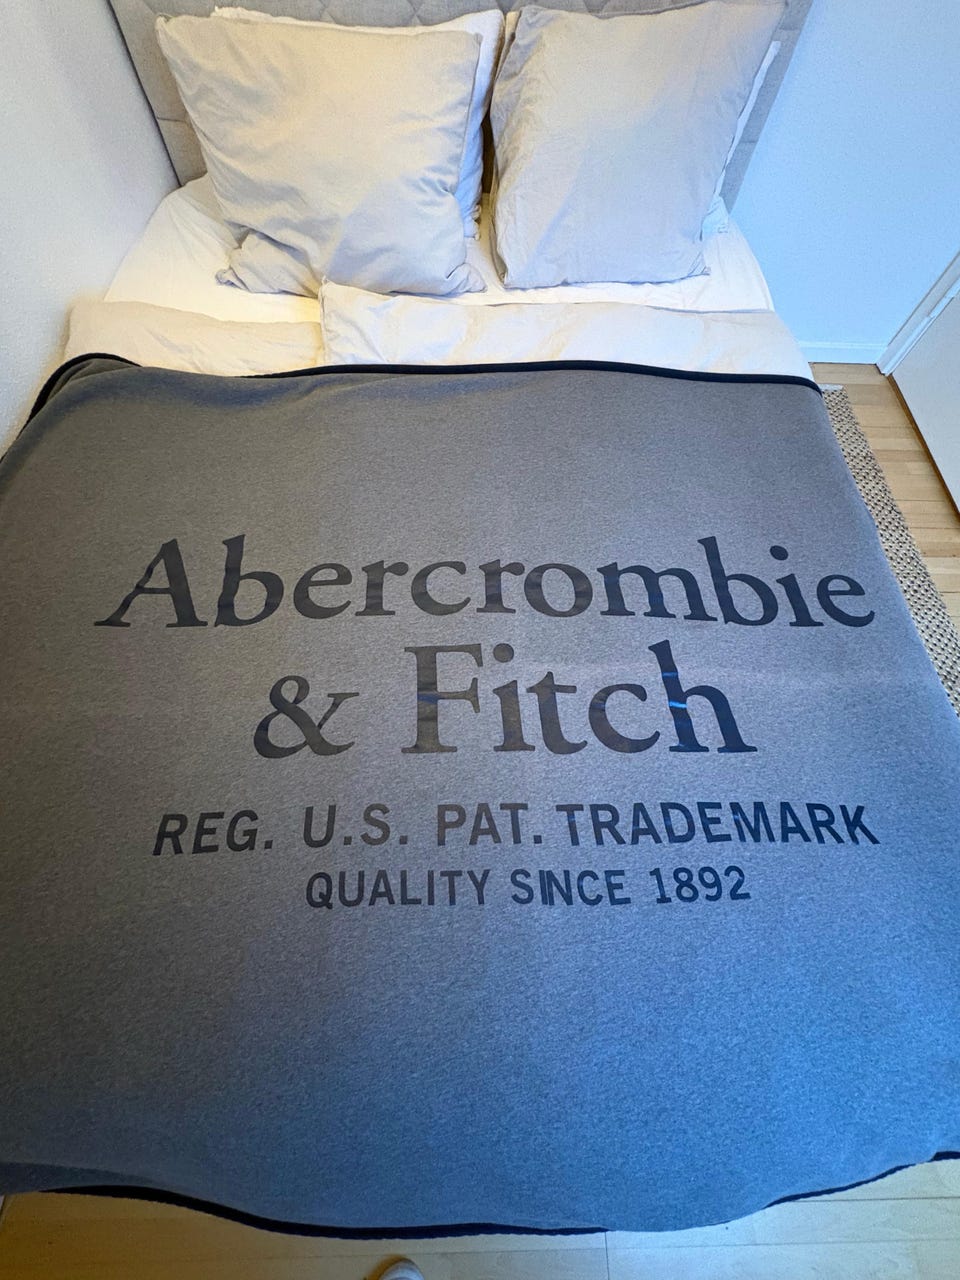 Abercrombie
& Fitch
REG. U.S. PAT. TRADEMARK
QUALITY SINCE 1892